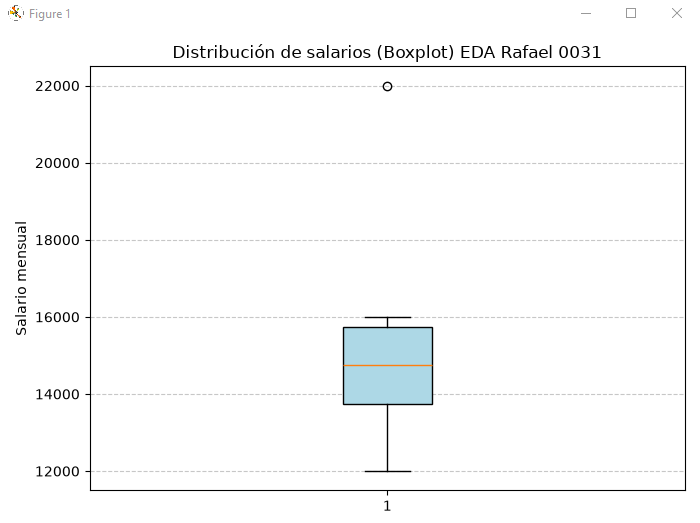 Figure 1
Distribución de salarios (Boxplot) EDA Rafael 0031
22000
20000
18000
16000
14000
12000
Salario mensual
1